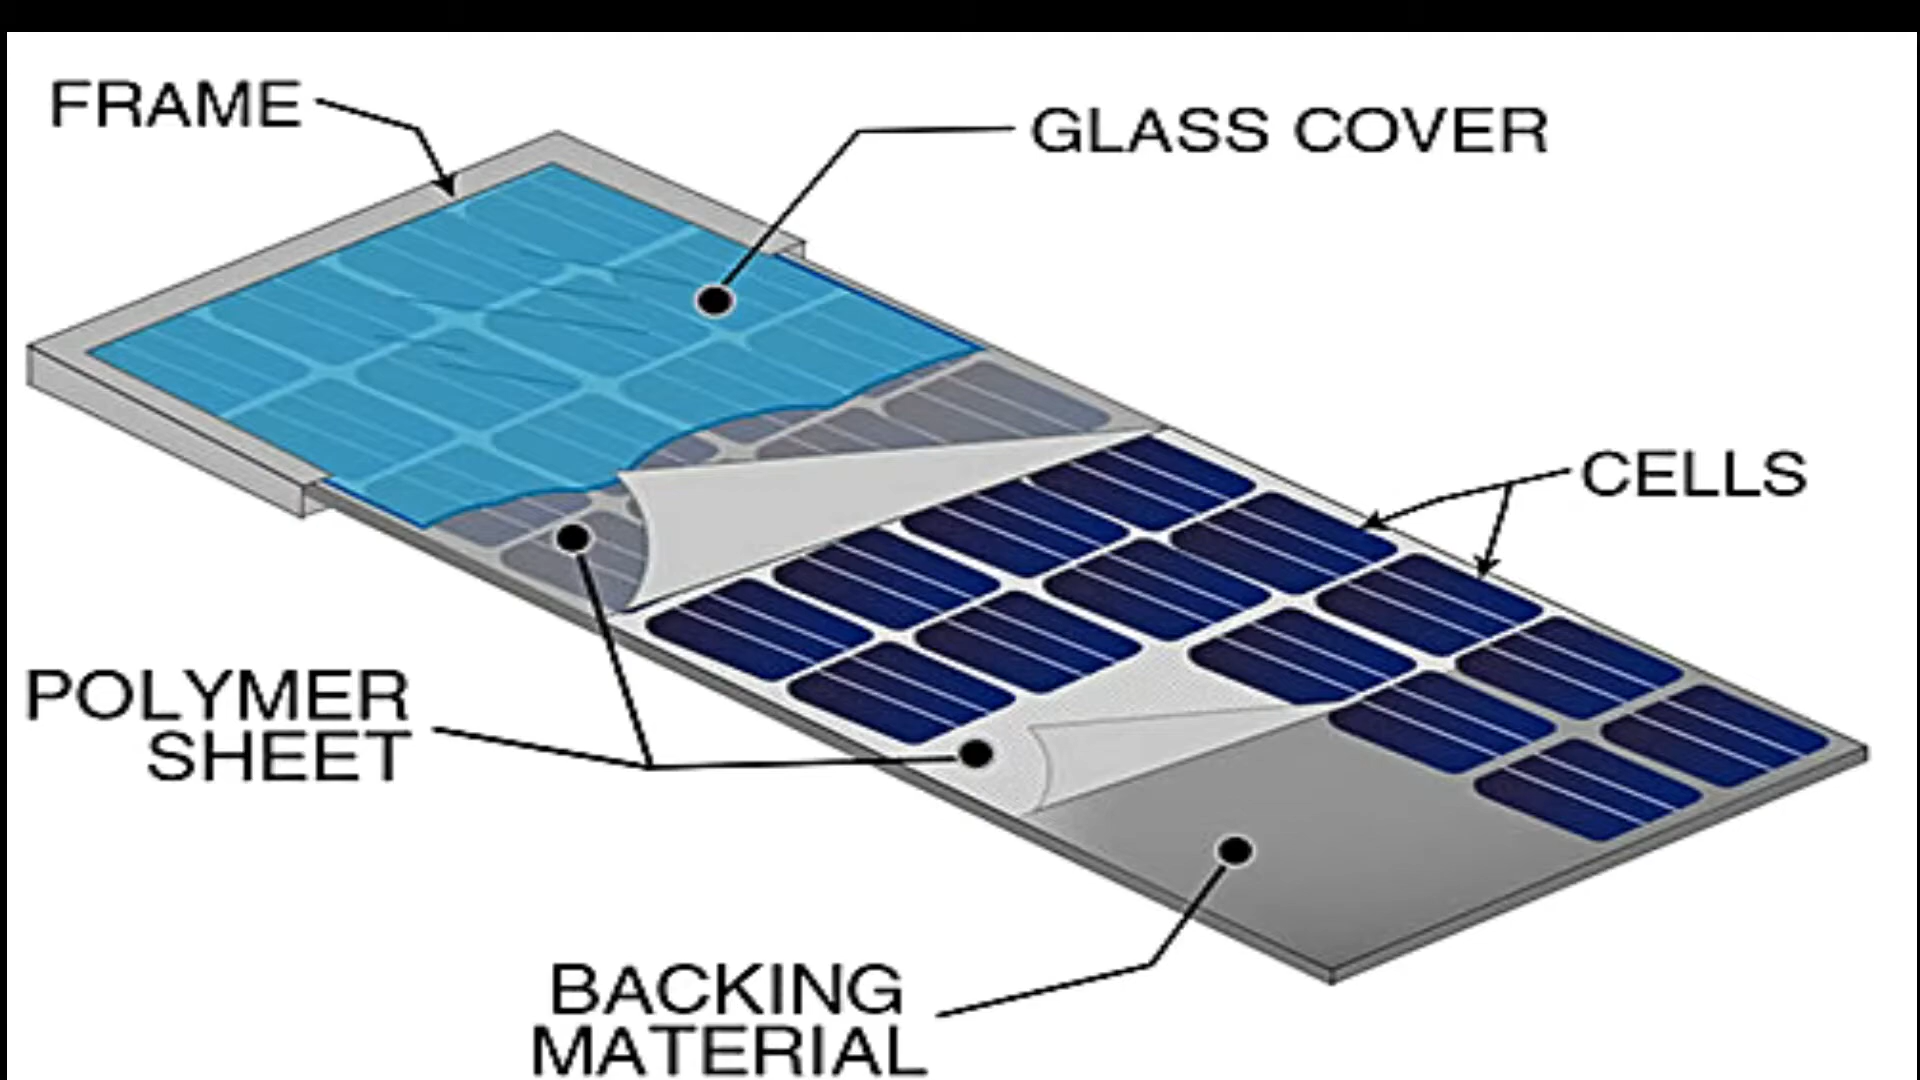 FRAME
GLASS COVER
CELLS
POLYMER
SHEET
BACKING
MATERIAL